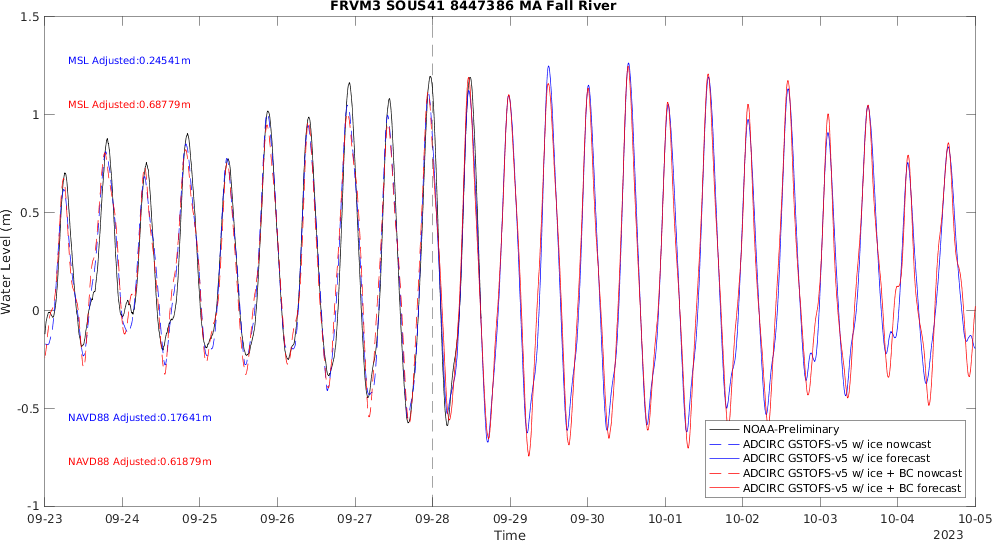 FRVM3 SOUS41 8447386 MA Fall River
1.5
1
0.5
0
-0.5
-1
Water Level (m)
MSL Adjusted:0.24541m
MSL Adjusted:0.68779m
NAVD88 Adjusted:0.17641m
NAVD88 Adjusted:0.61879m
NOAA-Preliminary
ADCIRC GSTOFS-v5 w/ ice nowcast
ADCIRC GSTOFS-v5 w/ ice forecast
ADCIRC GSTOFS-v5 w/ ice + BC nowcast
ADCIRC GSTOFS-v5 w/ ice + BC forecast
09-23 09-24 09-25 09-26 09-27 09-28 09-29 09-30 10-01 10-02 10-03 10-04 10-05
Time
2023